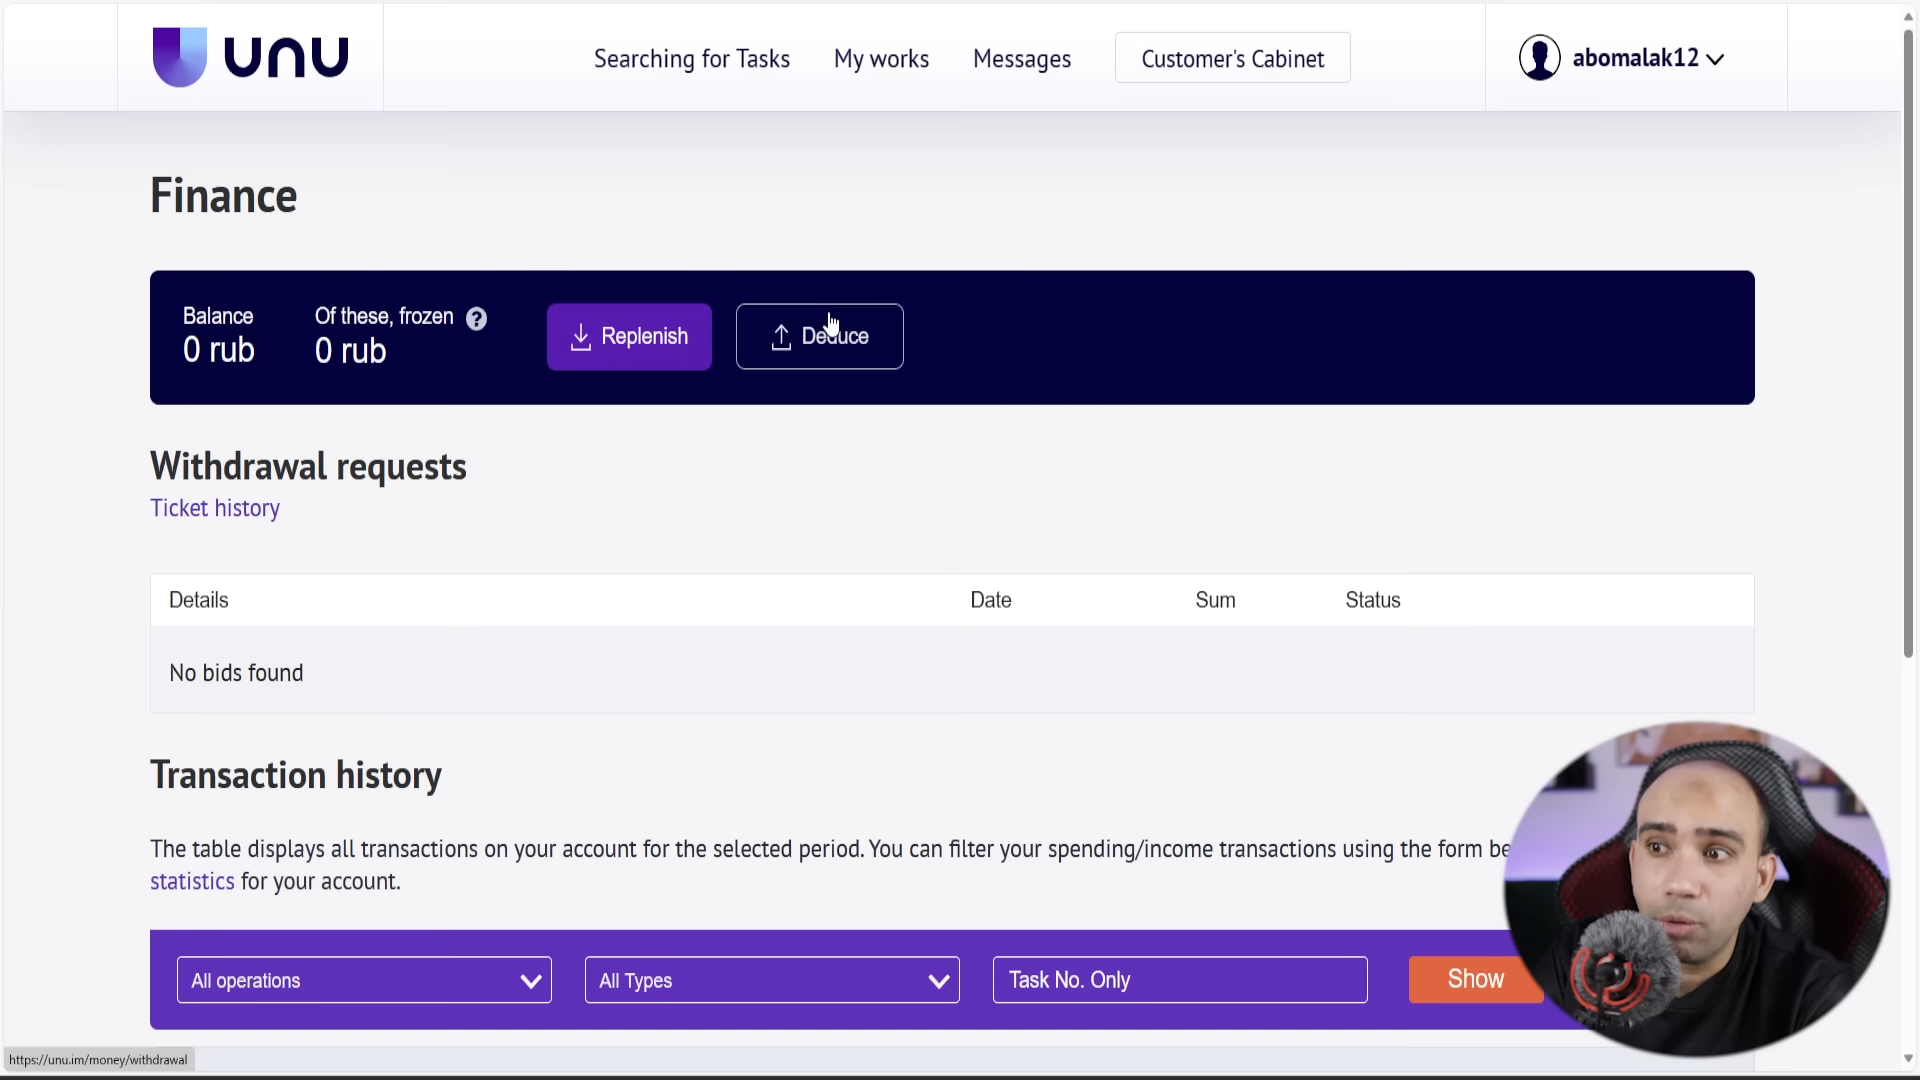 unu
Searching for Tasks
My works
Messages
Customer's Cabinet
abomalak12
Finance
Balance
0 rub
Of these, frozen ?
0 rub
Replenish
Deduce
Withdrawal requests
Ticket history
Details Date Sum Status
No bids found
Transaction history
The table displays all transactions on your account for the selected period. You can filter your spending/income transactions using the form be
statistics for your account.
All operations
All Types
Task No. Only
Show
https://unu.im/money/withdrawal